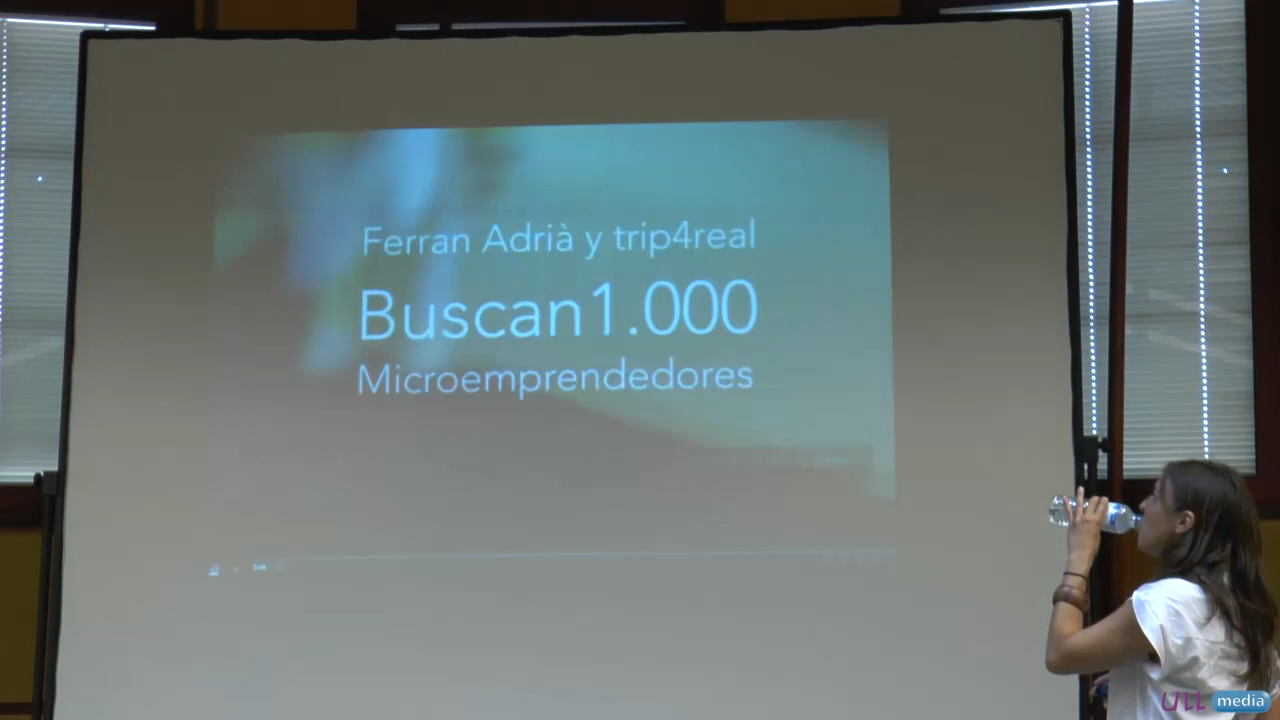 Ferran Adrià y trip4real
Buscan1.000
Microemprendedores
ULL media